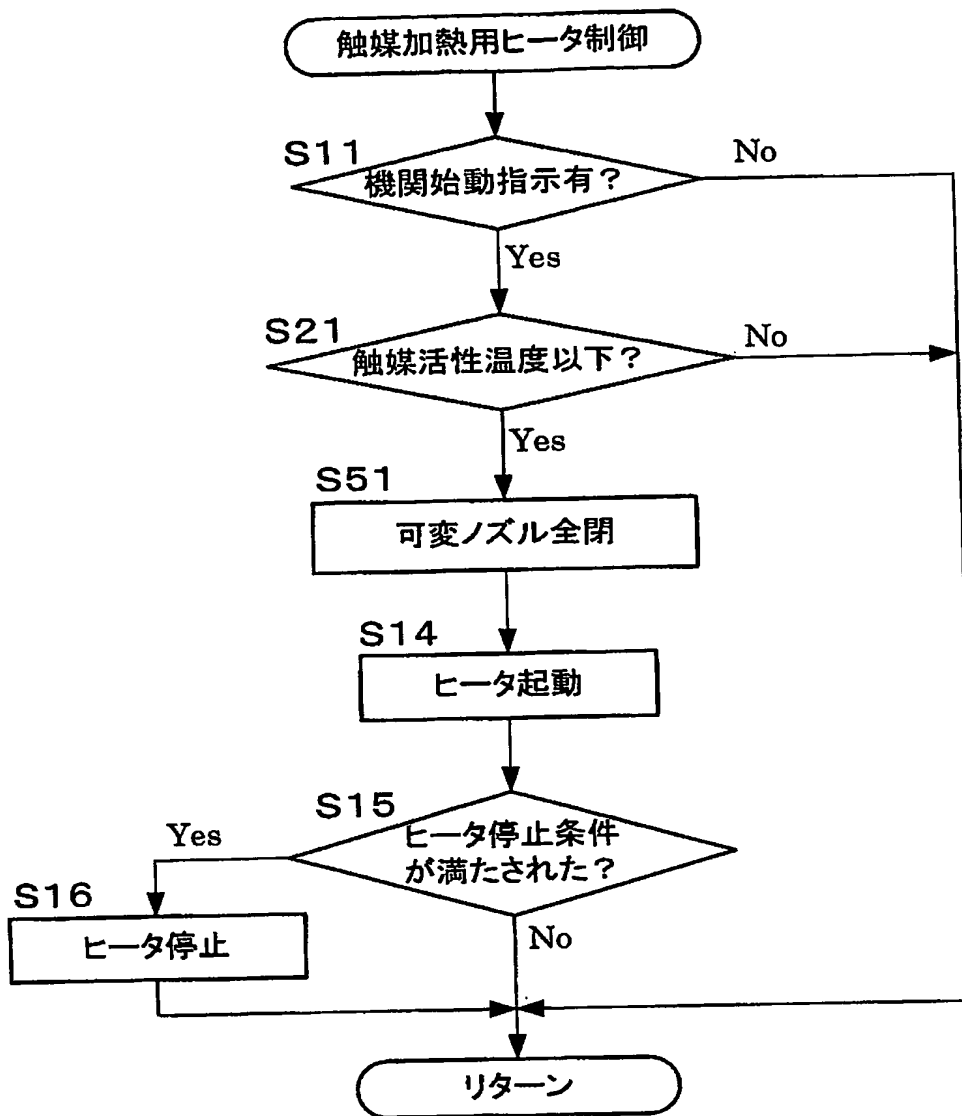 触媒加熱用ヒータ制御
S11
No
機関始動指示有？
Yes
S21
No
触媒活性温度以下？
Yes
S51
可変ノズル全閉
S14
ヒータ起動
S15
Yes
ヒータ停止条件
が満たされた？
S16
No
ヒータ停止
リターン